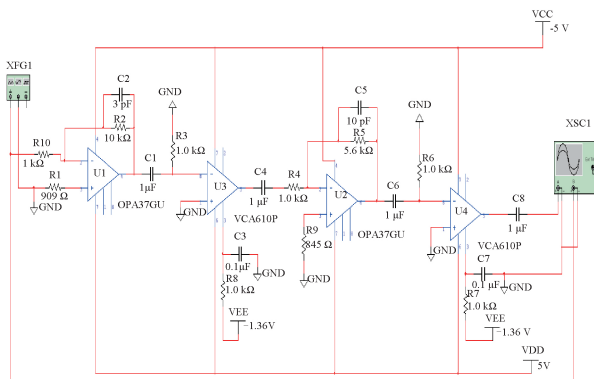 VCC
-5 V
XFG1
XSC1
C2
3 pF
R2
10 kΩ
R10
1 kΩ
R1
909 Ω
GND
U1
OPA37GU
C1
1μF
GND
R3
1.0 kΩ
U3
VCA610P
GND
C3
0.1μF
GND
R8
1.0 kΩ
VEE
−1.36V
C4
1 μF
R4
1.0 kΩ
C5
10 pF
R5
5.6 kΩ
U2
OPA37GU
R9
845 Ω
C6
1 μF
GND
R6
1.0 kΩ
U4
VCA610P
GND
C8
1 μF
C7
0.1 μF
GND
R7
1.0 kΩ
VEE
−1.36 V
VDD
5V